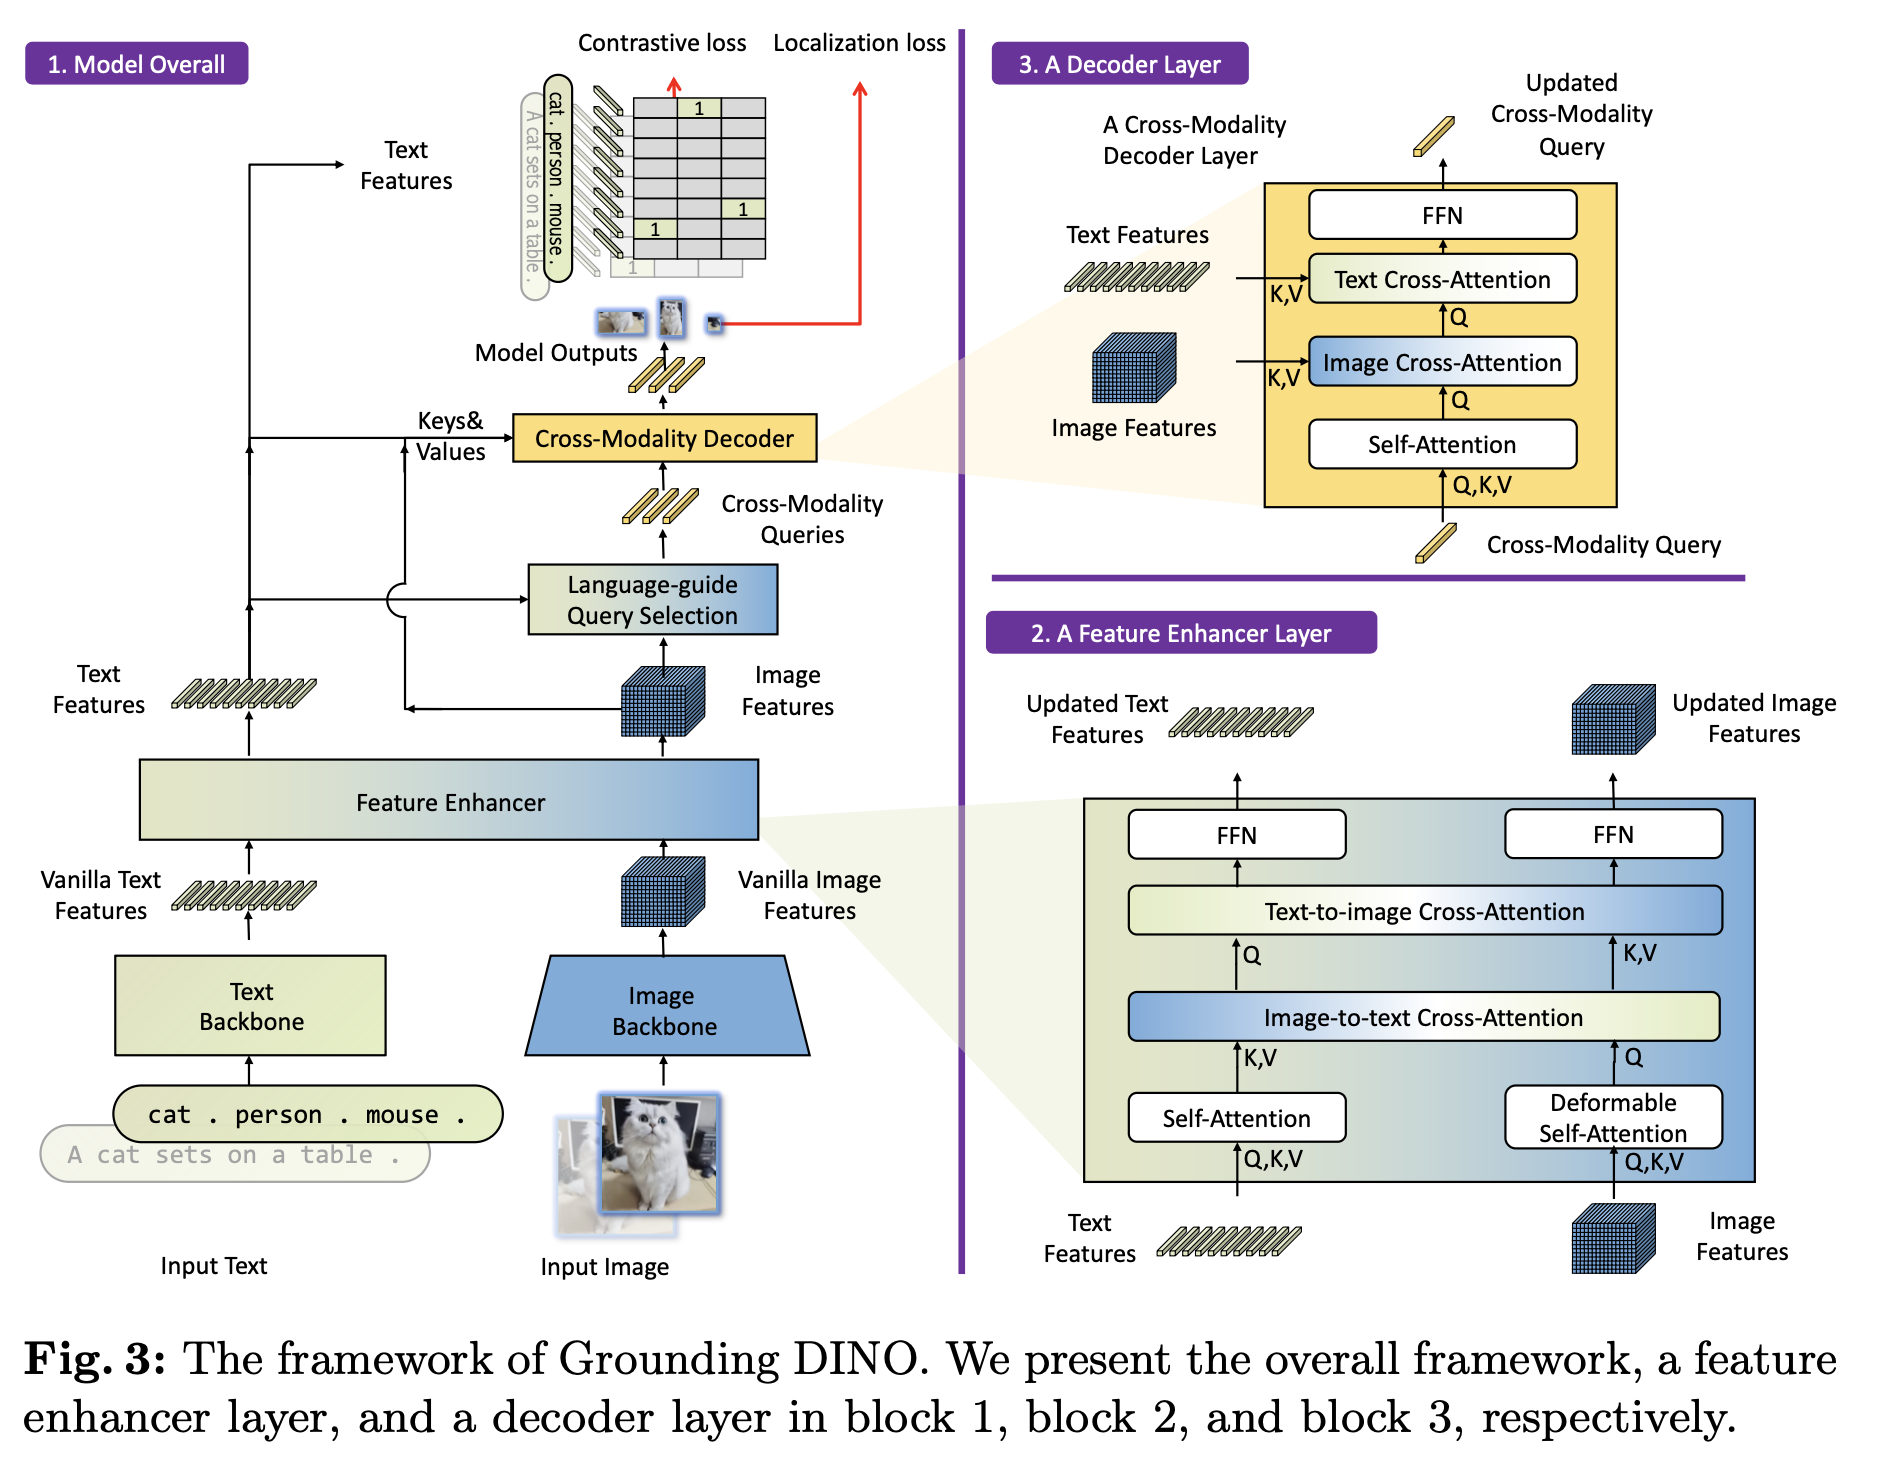 1. Model Overall
Contrastive loss
Localization loss
cat . person . mouse .
A cat sets on a table .
1
1
1
1
Text
Features
Model Outputs
Keys&
Values
Cross-Modality Decoder
Cross-Modality
Queries
Language-guide
Query Selection
Text
Features
Image
Features
Feature Enhancer
Vanilla Text
Features
Vanilla Image
Features
Text
Backbone
Image
Backbone
cat . person . mouse .
A cat sets on a table .
Input Text
Input Image
3. A Decoder Layer
Updated
Cross-Modality
Query
A Cross-Modality
Decoder Layer
FFN
Text Features
Text Cross-Attention
K,V
Q
Image Cross-Attention
K,V
Q
Image Features
Self-Attention
Q,K,V
Cross-Modality Query
2. A Feature Enhancer Layer
Updated Text
Features
Updated Image
Features
FFN
FFN
Text-to-image Cross-Attention
Q
K,V
Image-to-text Cross-Attention
K,V
Q
Self-Attention
Deformable
Self-Attention
Q,K,V
Q,K,V
Text
Features
Image
Features
Fig. 3: The framework of Grounding DINO. We present the overall framework, a feature
enhancer layer, and a decoder layer in block 1, block 2, and block 3, respectively.